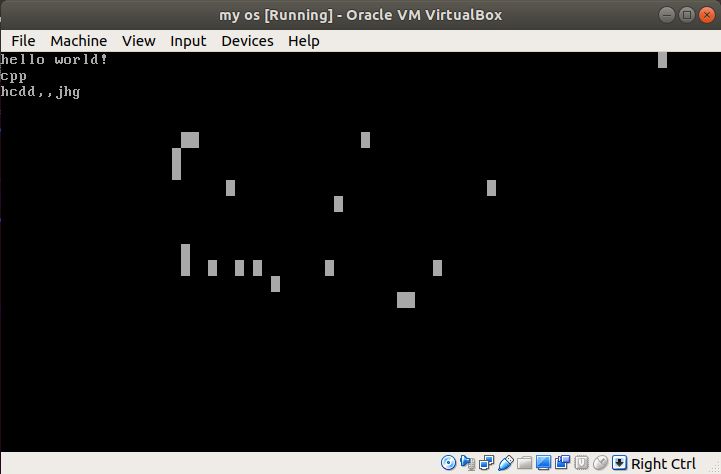 my os [Running] - Oracle VM VirtualBox
File Machine View Input Devices Help
hello world!
cpp
hcdd,,jhg
Right Ctrl